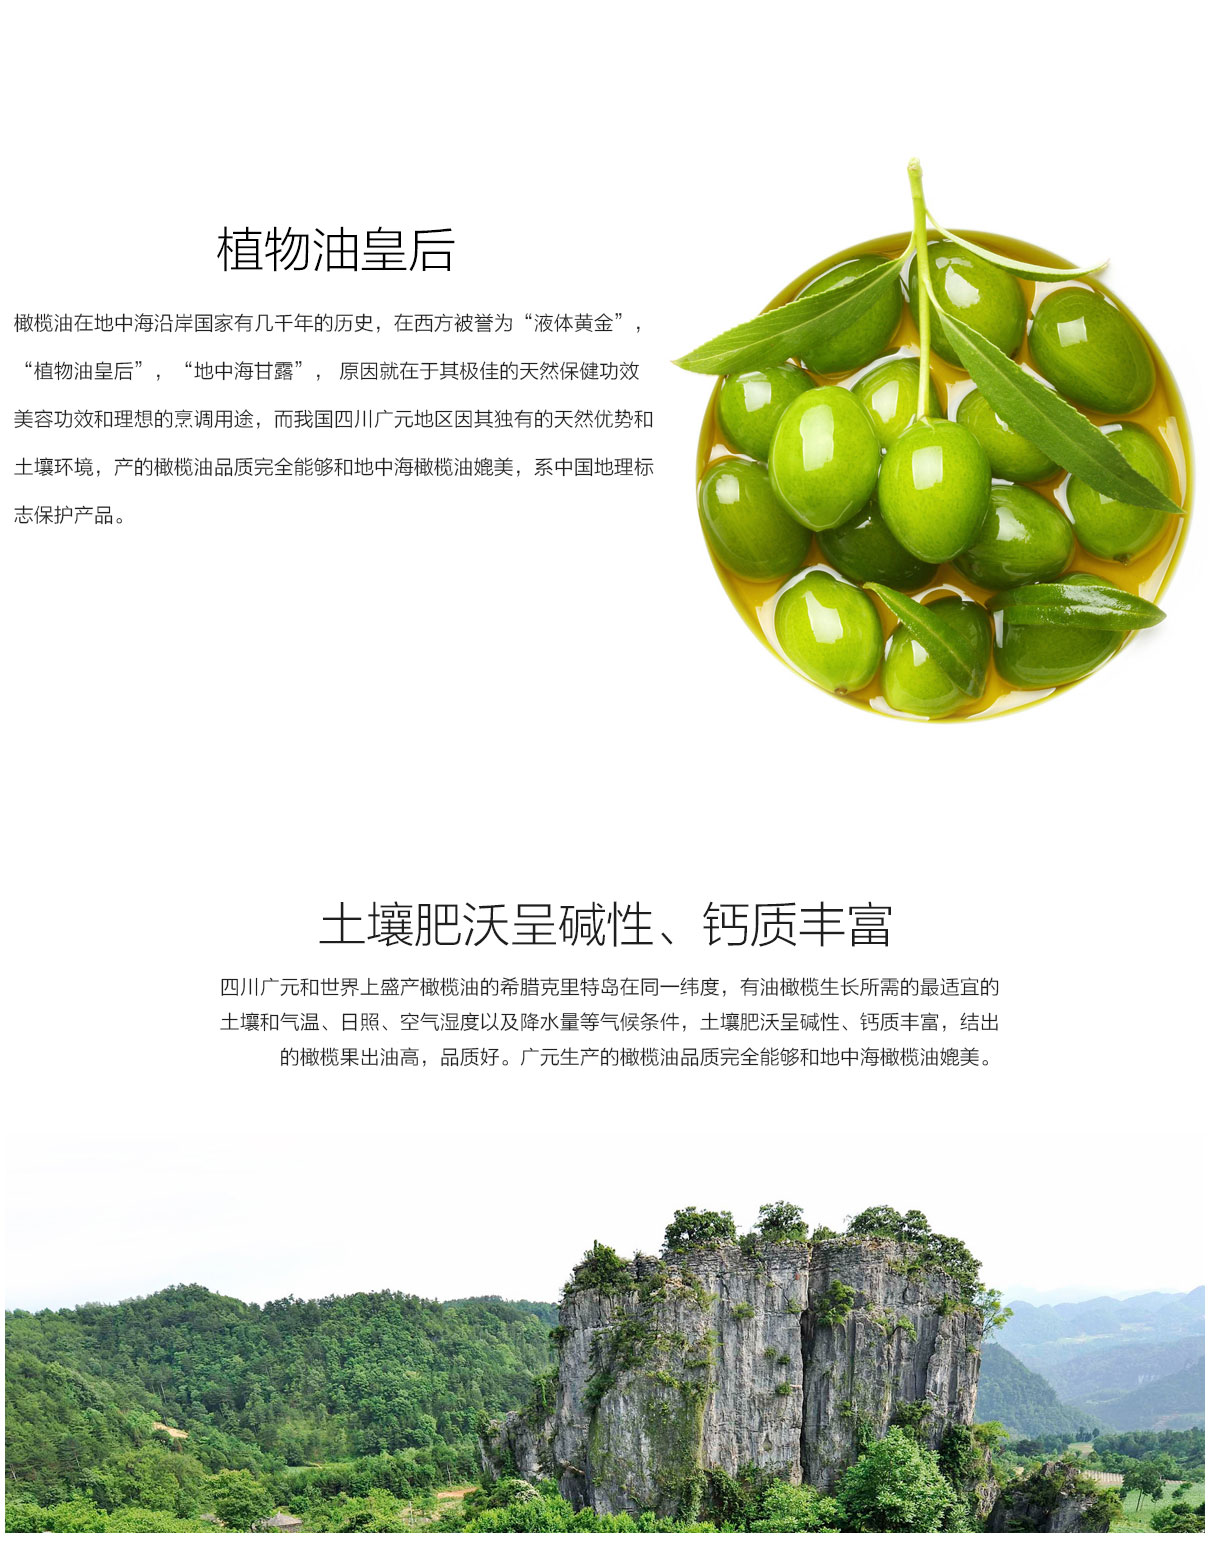 植物油皇后
橄榄油在地中海沿岸国家有几千年的历史，在西方被誉为“液体黄金”，
“植物油皇后”，“地中海甘露”， 原因就在于其极佳的天然保健功效
美容功效和理想的烹调用途，而我国四川广元地区因其独有的天然优势和
土壤环境，产的橄榄油品质完全能够和地中海橄榄油媲美，系中国地理标
志保护产品。
土壤肥沃呈碱性、钙质丰富
四川广元和世界上盛产橄榄油的希腊克里特岛在同一纬度，有油橄榄生长所需的最适宜的
土壤和气温、日照、空气湿度以及降水量等气候条件，土壤肥沃呈碱性、钙质丰富，结出
的橄榄果出油高，品质好。广元生产的橄榄油品质完全能够和地中海橄榄油媲美。